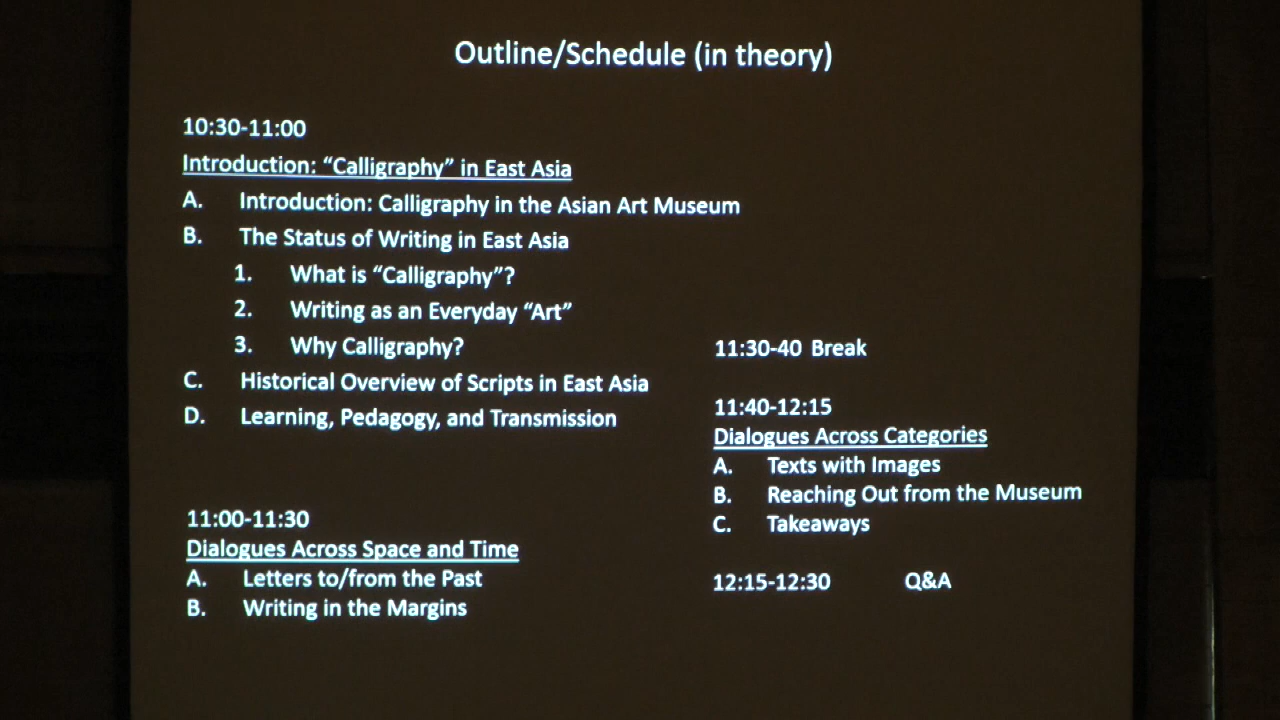 Outline/Schedule (in theory)
10:30-11:00
Introduction: “Calligraphy” in East Asia
A. Introduction: Calligraphy in the Asian Art Museum
B. The Status of Writing in East Asia
1. What is “Calligraphy”?
2. Writing as an Everyday “Art”
3. Why Calligraphy?
C. Historical Overview of Scripts in East Asia
D. Learning, Pedagogy, and Transmission
11:00-11:30
Dialogues Across Space and Time
A. Letters to/from the Past
B. Writing in the Margins
11:30-40 Break
11:40-12:15
Dialogues Across Categories
A. Texts with Images
B. Reaching Out from the Museum
C. Takeaways
12:15-12:30 Q&A